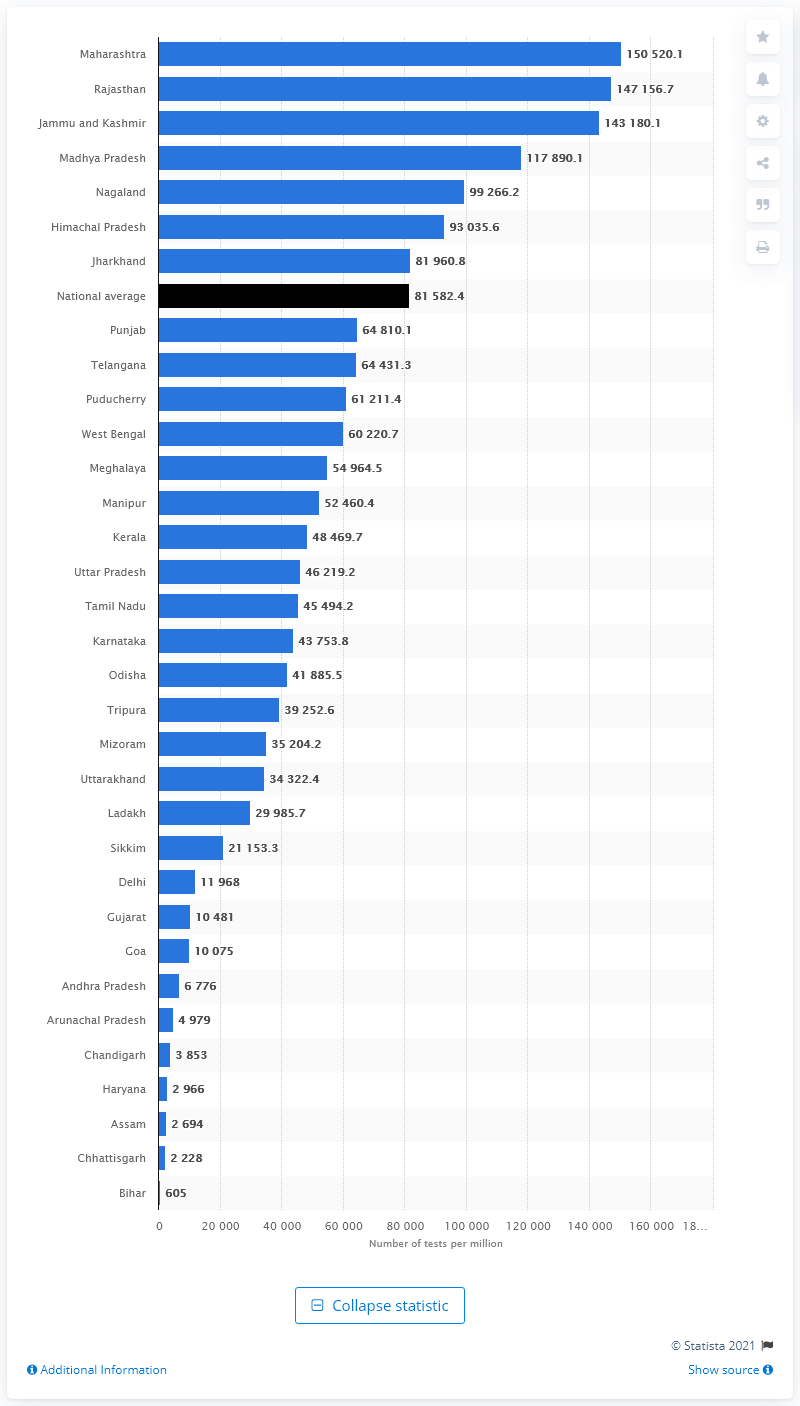 Maharashtra 150 520.1
Rajasthan 147 156.7
Jammu and Kashmir 143 180.1
Madhya Pradesh 117 890.1
Nagaland 99 266.2
Himachal Pradesh 93 035.6
Jharkhand 81 960.8
National average 81 582.4
Punjab 64 810.1
Telangana 64 431.3
Puducherry 61 211.4
West Bengal 60 220.7
Meghalaya 54 964.5
Manipur 52 460.4
Kerala 48 469.7
Uttar Pradesh 46 219.2
Tamil Nadu 45 494.2
Karnataka 43 753.8
Odisha 41 885.5
Tripura 39 252.6
Mizoram 35 204.2
Uttarakhand 34 322.4
Ladakh 29 985.7
Sikkim 21 153.3
Delhi 11 968
Gujarat 10 481
Goa 10 075
Andhra Pradesh 6 776
Arunachal Pradesh 4 979
Chandigarh 3 853
Haryana 2 966
Assam 2 694
Chhattisgarh 2 228
Bihar 605
0 20 000 40 000 60 000 80 000 100 000 120 000 140 000 160 000 18...
Number of tests per million
Collapse statistic
© Statista 2021
Additional Information Show source